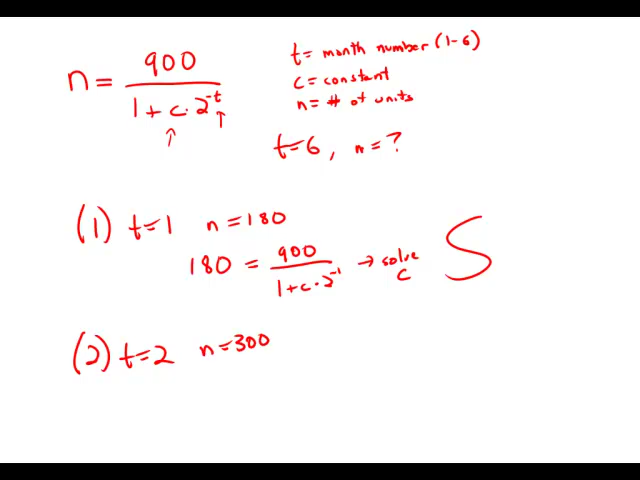 n = 900 / (1 + c · 2^-t)
t = month number (1-6)
c = constant
n = # of units
t=6, n = ?
(1) t=1 n = 180
180 = 900 / (1 + c · 2^-1) → solve c
S
(2) t=2 n = 300